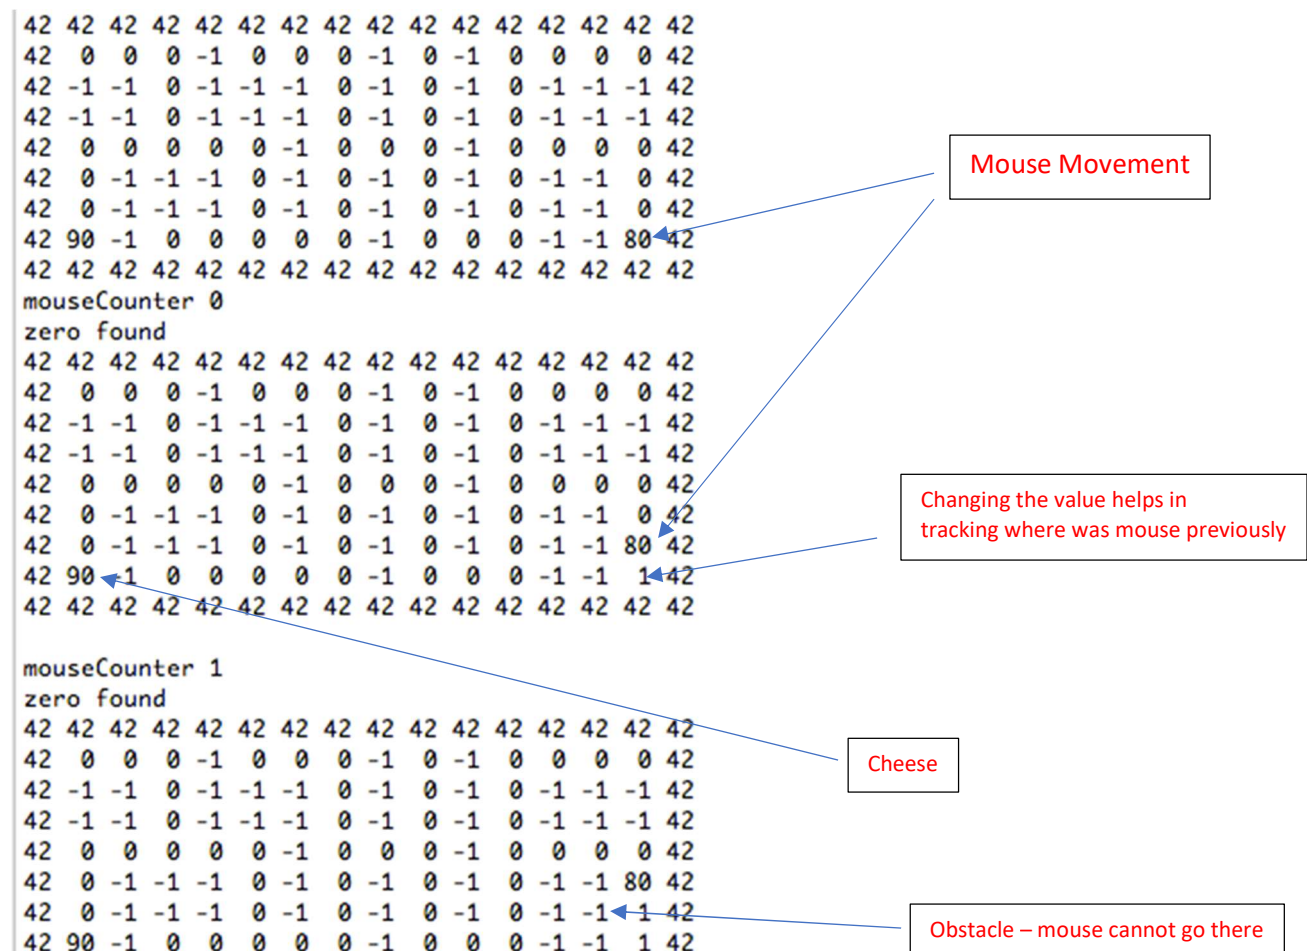 42 42 42 42 42 42 42 42 42 42 42 42 42 42 42 42
42 0 0 0 -1 0 0 0 -1 0 -1 0 0 0 0 42
42 -1 -1 0 -1 -1 -1 0 -1 0 -1 0 -1 -1 -1 42
42 -1 -1 0 -1 -1 -1 0 -1 0 -1 0 -1 -1 -1 42
42 0 0 0 0 0 -1 0 0 0 -1 0 0 0 0 42
Mouse Movement
42 0 -1 -1 -1 0 -1 0 -1 0 -1 0 -1 -1 0 42
42 0 -1 -1 -1 0 -1 0 -1 0 -1 0 -1 -1 0 42
42 90 -1 0 0 0 0 0 -1 0 0 0 -1 -1 80 42
42 42 42 42 42 42 42 42 42 42 42 42 42 42 42 42
mouseCounter 0
zero found
42 42 42 42 42 42 42 42 42 42 42 42 42 42 42 42
42 0 0 0 -1 0 0 0 -1 0 -1 0 0 0 0 42
42 -1 -1 0 -1 -1 -1 0 -1 0 -1 0 -1 -1 -1 42
42 -1 -1 0 -1 -1 -1 0 -1 0 -1 0 -1 -1 -1 42
42 0 0 0 0 0 -1 0 0 0 -1 0 0 0 0 42
Changing the value helps in
tracking where was mouse previously
42 0 -1 -1 -1 0 -1 0 -1 0 -1 0 -1 -1 0 42
42 0 -1 -1 -1 0 -1 0 -1 0 -1 0 -1 -1 80 42
42 90 -1 0 0 0 0 0 -1 0 0 0 -1 -1 1 42
42 42 42 42 42 42 42 42 42 42 42 42 42 42 42 42
mouseCounter 1
zero found
42 42 42 42 42 42 42 42 42 42 42 42 42 42 42 42
42 0 0 0 -1 0 0 0 -1 0 -1 0 0 0 0 42
Cheese
42 -1 -1 0 -1 -1 -1 0 -1 0 -1 0 -1 -1 -1 42
42 -1 -1 0 -1 -1 -1 0 -1 0 -1 0 -1 -1 -1 42
42 0 0 0 0 0 -1 0 0 0 -1 0 0 0 0 42
42 0 -1 -1 -1 0 -1 0 -1 0 -1 0 -1 -1 80 42
42 0 -1 -1 -1 0 -1 0 -1 0 -1 0 -1 -1 1 42
Obstacle – mouse cannot go there
42 90 -1 0 0 0 0 0 -1 0 0 0 -1 -1 1 42